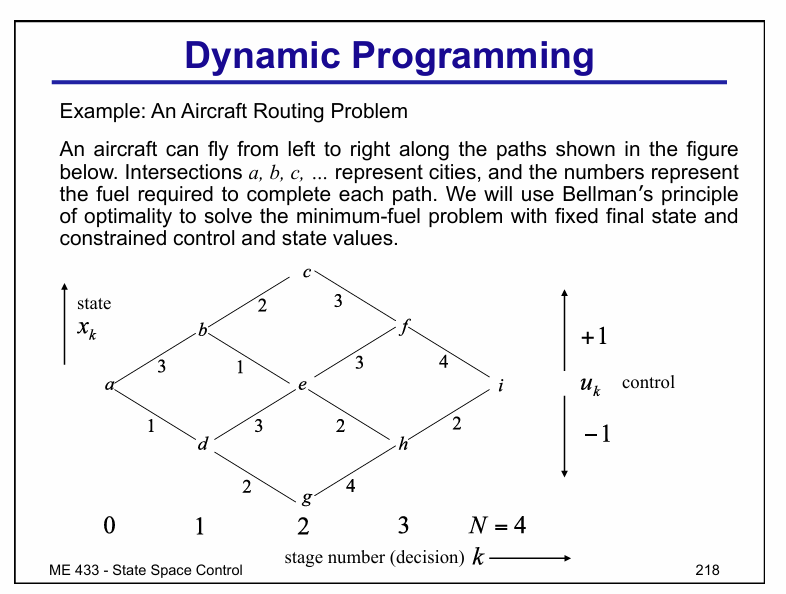 Dynamic Programming
Example: An Aircraft Routing Problem
An aircraft can fly from left to right along the paths shown in the figure
below. Intersections a, b, c, ... represent cities, and the numbers represent
the fuel required to complete each path. We will use Bellman′s principle
of optimality to solve the minimum-fuel problem with fixed final state and
constrained control and state values.
c
state
2 3
x_k
b f
+1
3 1 3 4
a e i
u_k control
1 3 2 2
−1
d h
2 4
g
0 1 2 3 N = 4
stage number (decision) k
ME 433 - State Space Control 218